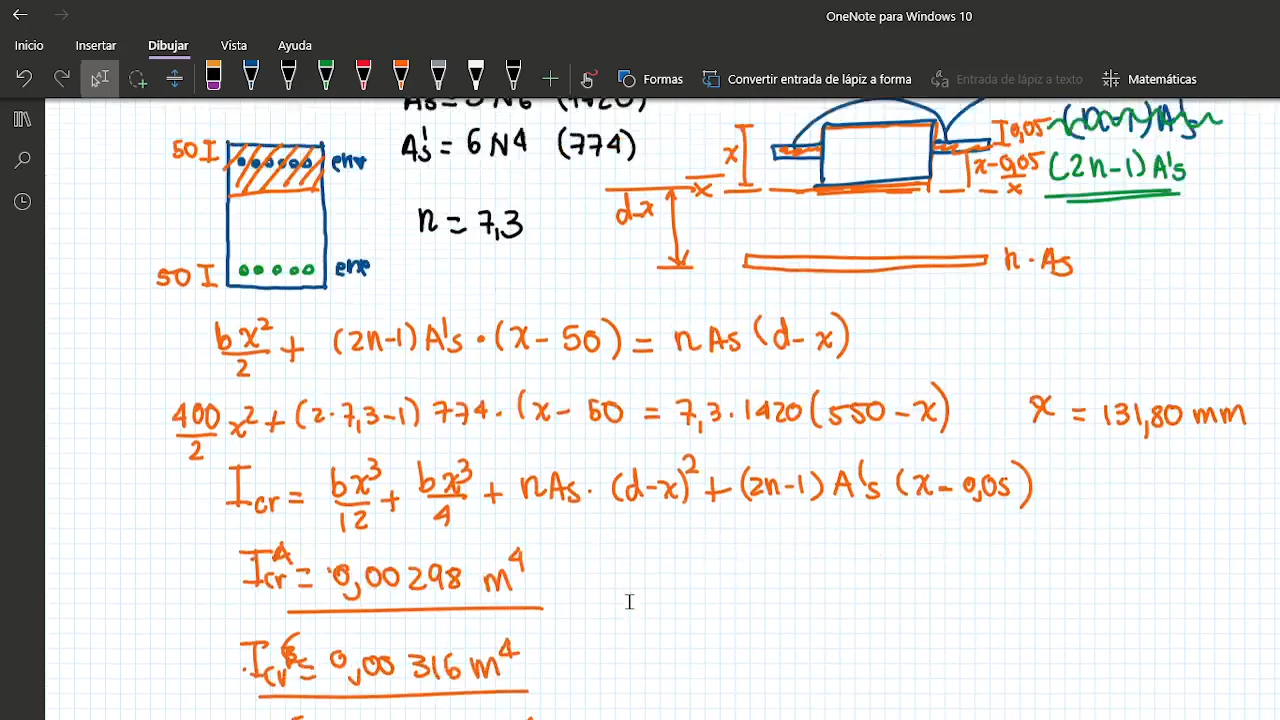 OneNote para Windows 10
Inicio Insertar Dibujar Vista Ayuda
Formas Convertir entrada de lápiz a forma Entrada de lápiz a texto Matemáticas
50 I
A's = 6 N4 (774)
n = 7,3
50 I
x
d-x
x
I 0,05
x-0,05
x
(2n-1) A's
n · As
bx²/2 + (2n-1) A's · (x - 50) = n As (d - x)
400/2 x² + (2·7,3-1) 774 · (x - 50 = 7,3 · 1420 (550 - x) x = 131,80 mm
Icr = bx³/12 + bx³/4 + nAs · (d-x)² + (2n-1) A's (x - 0,05)
Icr = 0,00298 m⁴
Icr = 0,00316 m⁴